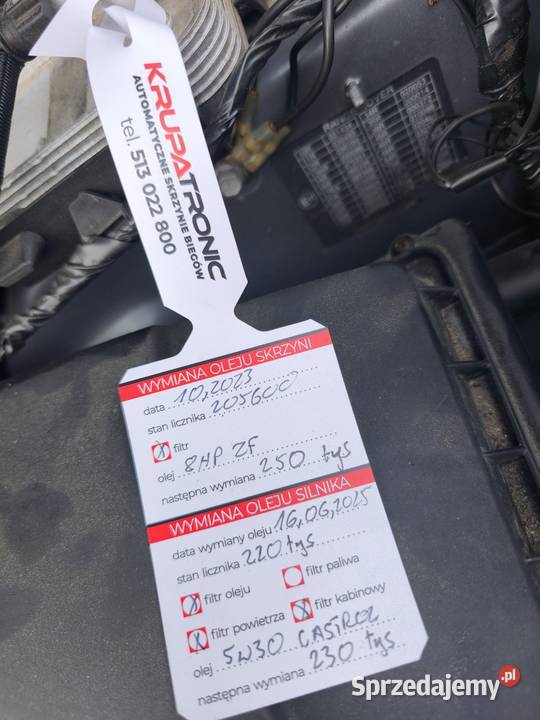 KRUPATRONIC
AUTOMATYCZNE SKRZYNIE BIEGÓW
tel. 513 022 800
WYMIANA OLEJU SKRZYNI
data 10,2023
stan licznika 205600
x filtr
olej 8HP ZF
następna wymiana 250 tys
WYMIANA OLEJU SILNIKA
data wymiany oleju 16,06,2025
stan licznika 220 tys
x filtr oleju filtr paliwa
x filtr powietrza x filtr kabinowy
olej 5W30 CASTROL
następna wymiana 230 tys
Sprzedajemy.pl